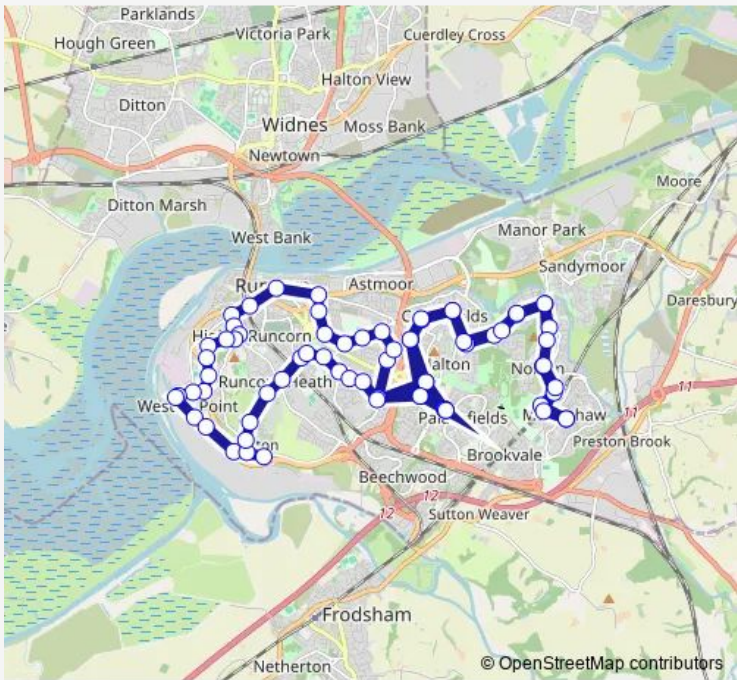 Parklands
Victoria Park
Cuerdley Cross
Hough Green
Halton View
Ditton
Widnes
Moss Bank
Newtown
Moore
Ditton Marsh
West Bank
Manor Park
Sandymoor
Astmoor
Daresbury
Runcorn
Runcorn Heath
Halton
West Point
Preston Brook
Brookvale
Beechwood
Sutton Weaver
11
11
12
12
Frodsham
Netherton
© OpenStreetMap contributors